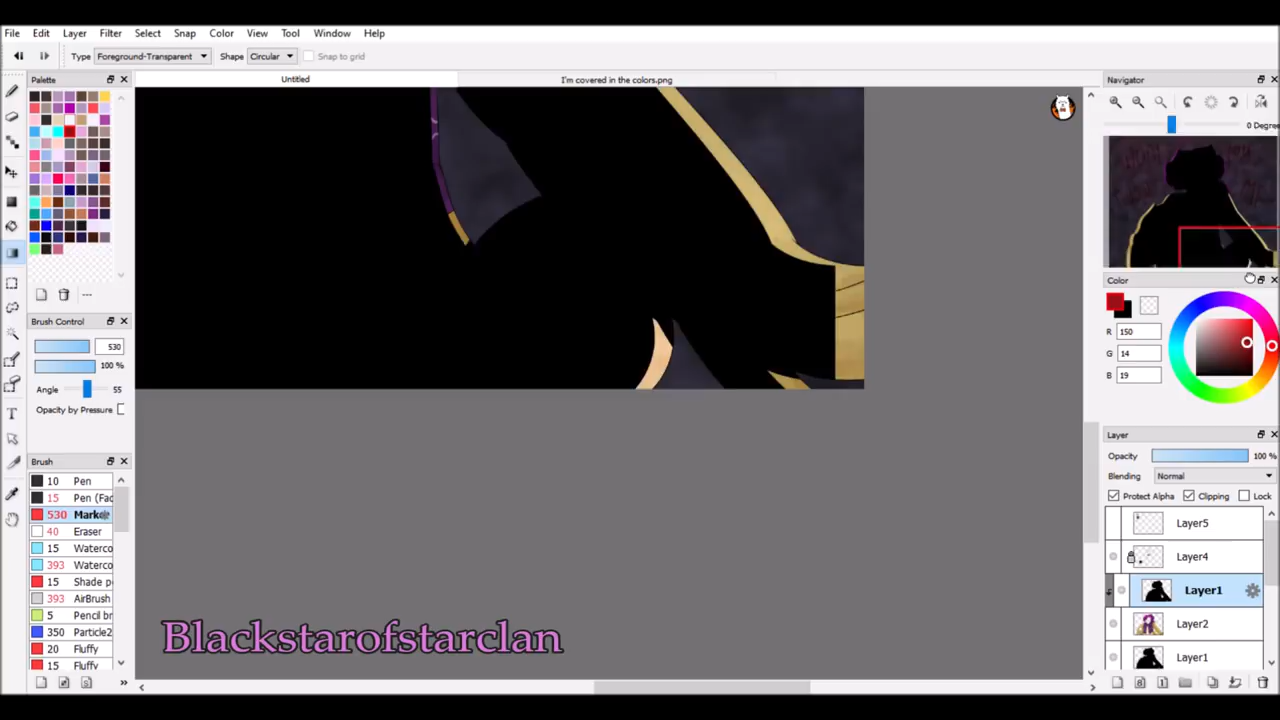 File Edit Layer Filter Select Snap Color View Tool Window Help
Type Foreground-Transparent Shape Circular Snap to grid
Palette
Untitled
I'm covered in the colors.png
Navigator
0 Degree
Color
R 150
G 14
B 19
Brush Control
530
100 %
Angle 55
Opacity by Pressure
Brush
10 Pen
15 Pen (Fad
530 Marke
40 Eraser
15 Waterco
393 Waterco
15 Shade p
393 AirBrush
5 Pencil br
350 Particle2
20 Fluffy
15 Fluffy
Layer
Opacity 100 %
Blending Normal
Protect Alpha Clipping Lock
Layer5
Layer4
Layer1
Layer2
Layer1
Blackstarofstarclan